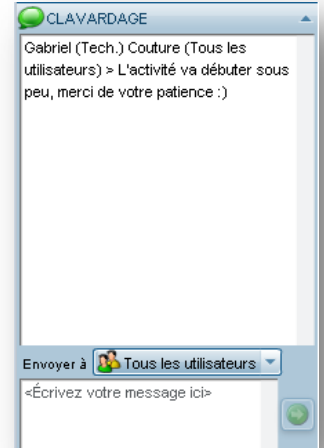 CLAVARDAGE
Gabriel (Tech.) Couture (Tous les
utilisateurs) > L'activité va débuter sous
peu, merci de votre patience :)
Envoyer à Tous les utilisateurs
<Écrivez votre message ici>